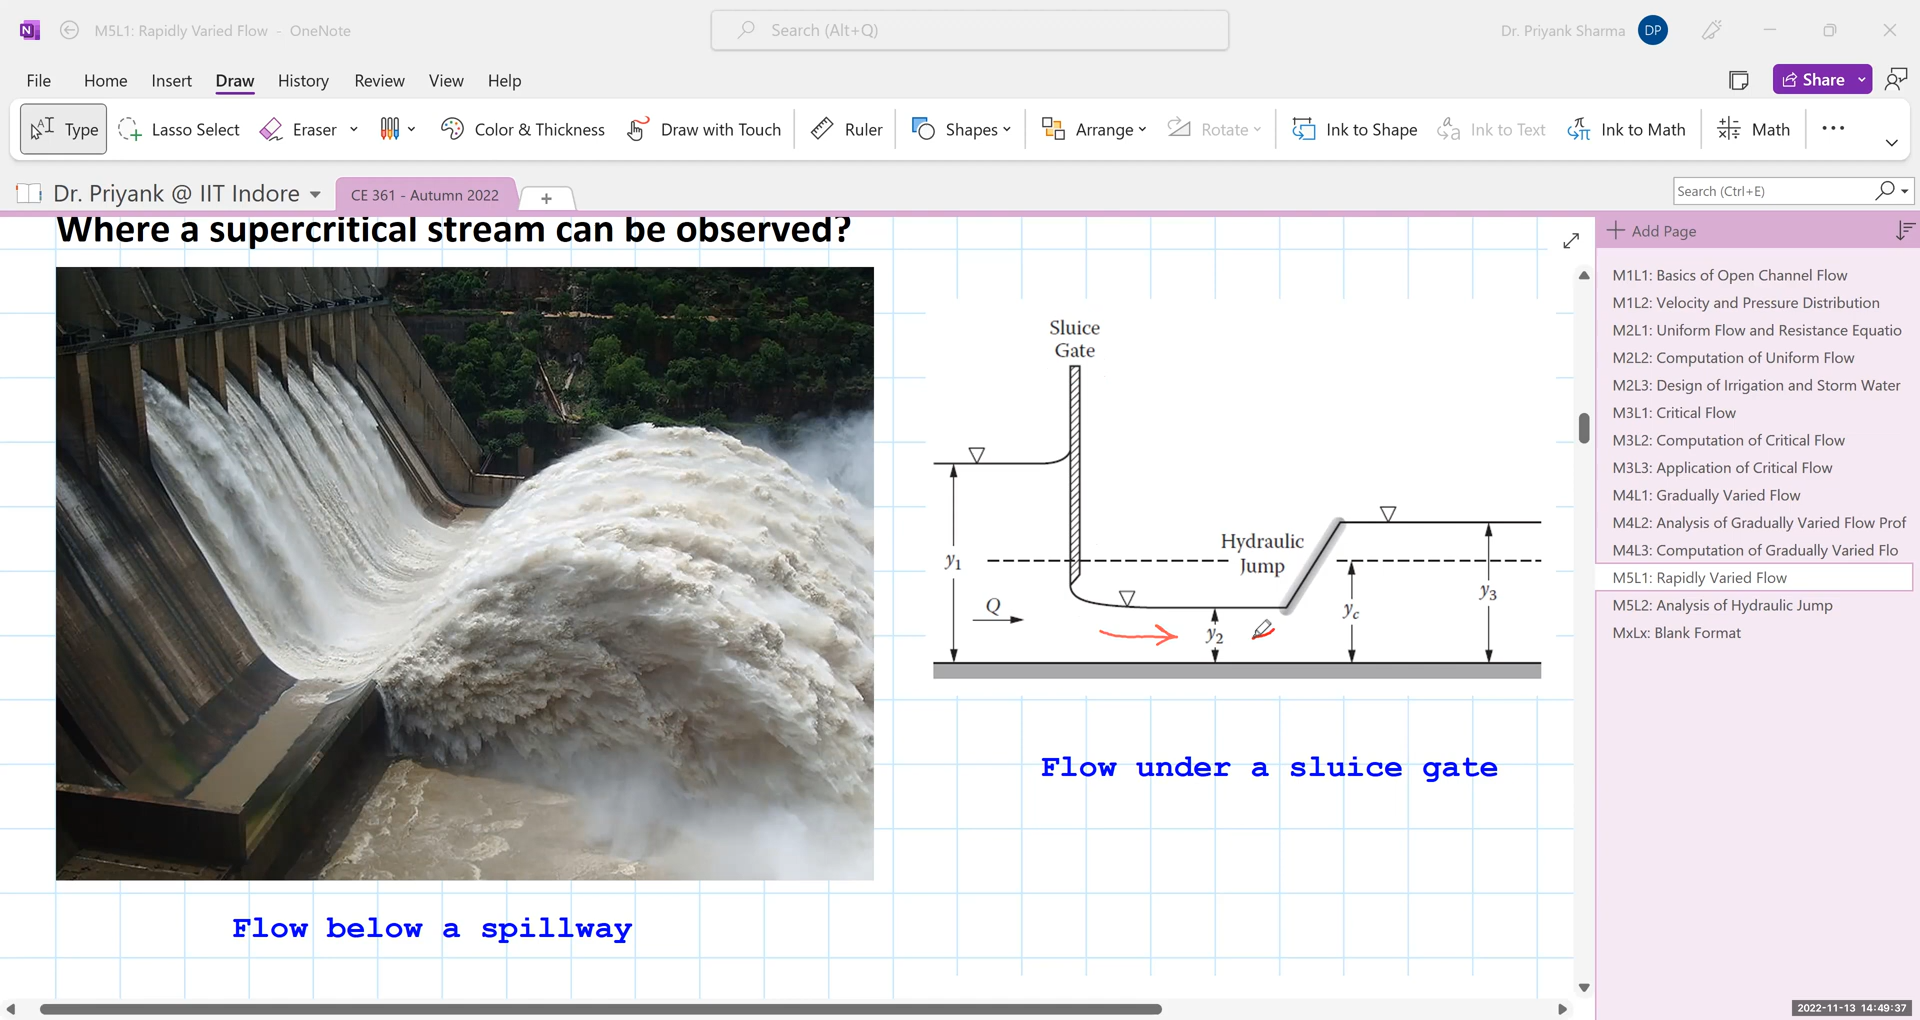 M5L1: Rapidly Varied Flow - OneNote
Search (Alt+Q)
Dr. Priyank Sharma
DP
File Home Insert Draw History Review View Help
Share
Type Lasso Select Eraser Color & Thickness Draw with Touch Ruler Shapes Arrange Rotate Ink to Shape Ink to Text Ink to Math Math
Dr. Priyank @ IIT Indore
CE 361 - Autumn 2022
Search (Ctrl+E)
Where a supercritical stream can be observed?
Sluice
Gate
Hydraulic
Jump
y1
Q
y2
yc
y3
Flow under a sluice gate
Flow below a spillway
Add Page
M1L1: Basics of Open Channel Flow
M1L2: Velocity and Pressure Distribution
M2L1: Uniform Flow and Resistance Equatio
M2L2: Computation of Uniform Flow
M2L3: Design of Irrigation and Storm Water
M3L1: Critical Flow
M3L2: Computation of Critical Flow
M3L3: Application of Critical Flow
M4L1: Gradually Varied Flow
M4L2: Analysis of Gradually Varied Flow Prof
M4L3: Computation of Gradually Varied Flo
M5L1: Rapidly Varied Flow
M5L2: Analysis of Hydraulic Jump
MxLx: Blank Format
2022-11-13 14:49:37